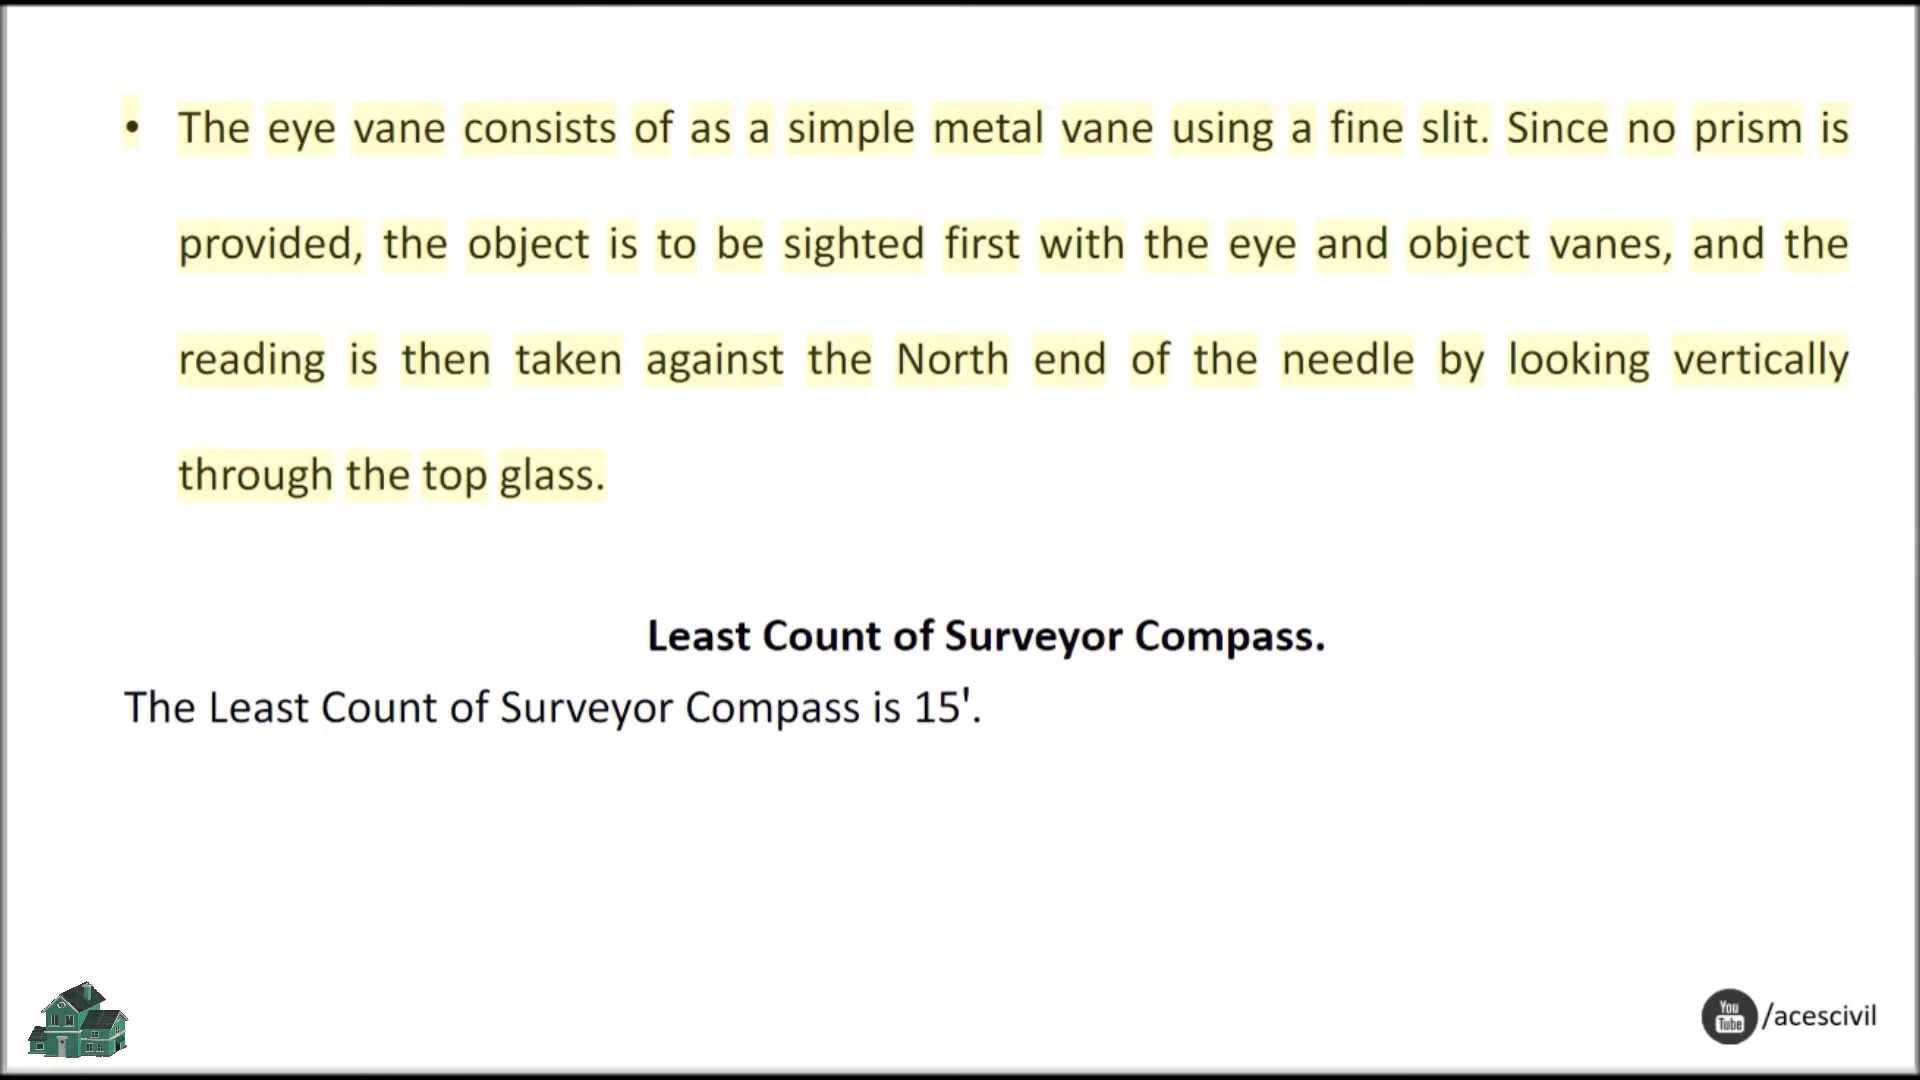 • The eye vane consists of as a simple metal vane using a fine slit. Since no prism is
provided, the object is to be sighted first with the eye and object vanes, and the
reading is then taken against the North end of the needle by looking vertically
through the top glass.
Least Count of Surveyor Compass.
The Least Count of Surveyor Compass is 15'.
You
Tube
/acescivil